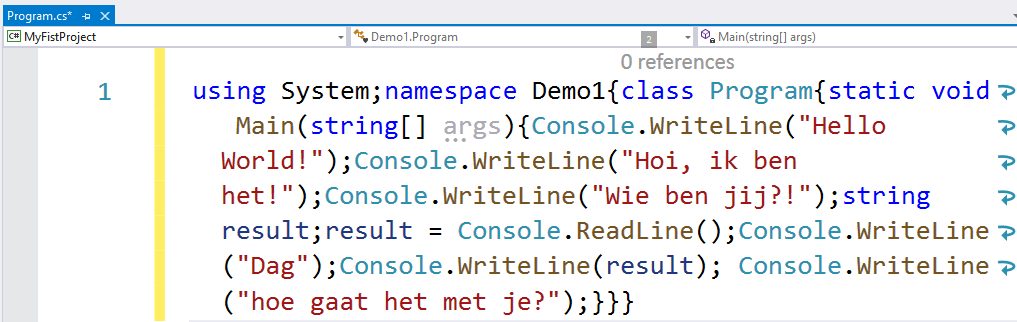 Program.cs*
MyFistProject Demo1.Program 2 Main(string[] args)
0 references
1 using System;namespace Demo1{class Program{static void
Main(string[] args){Console.WriteLine("Hello
World!");Console.WriteLine("Hoi, ik ben
het!");Console.WriteLine("Wie ben jij?!");string
result;result = Console.ReadLine();Console.WriteLine
("Dag");Console.WriteLine(result); Console.WriteLine
("hoe gaat het met je?");}}}